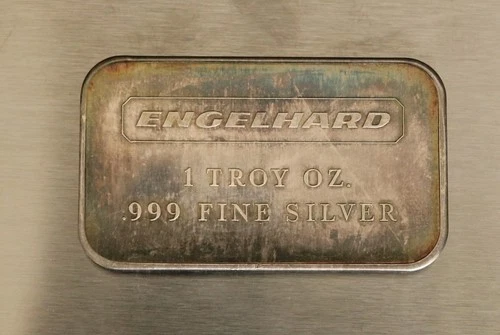 ENGELHARD
1 TROY OZ.
.999 FINE SILVER